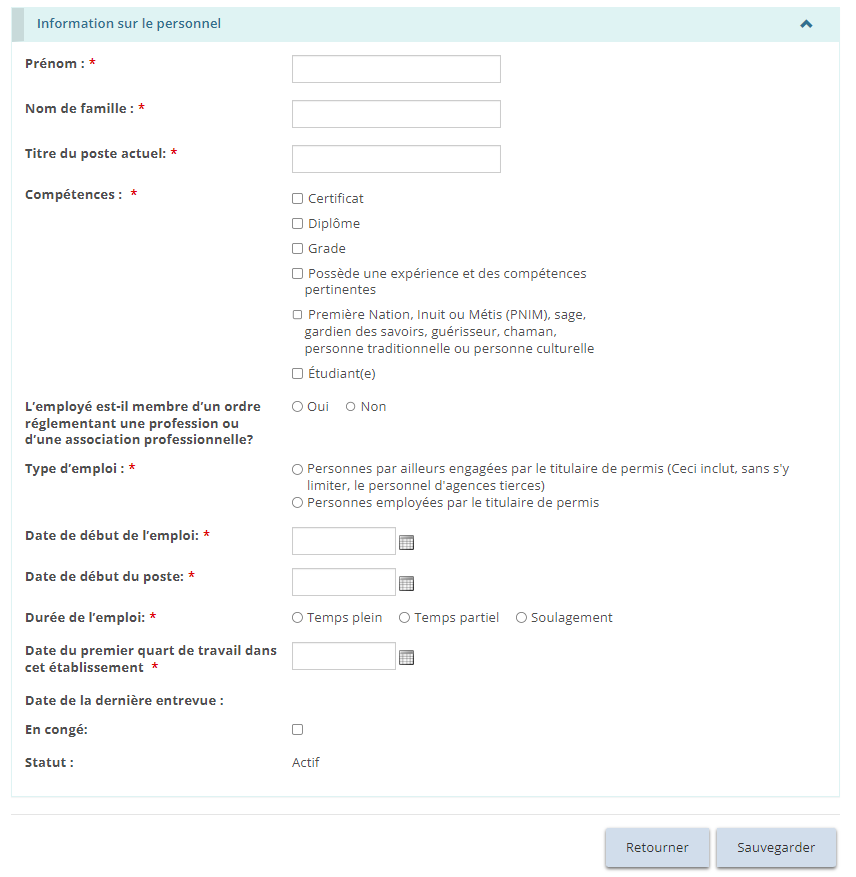 Information sur le personnel
Prénom : *
Nom de famille : *
Titre du poste actuel: *
Compétences : *
Certificat
Diplôme
Grade
Possède une expérience et des compétences
pertinentes
Première Nation, Inuit ou Métis (PNIM), sage,
gardien des savoirs, guérisseur, chaman,
personne traditionnelle ou personne culturelle
Étudiant(e)
L’employé est-il membre d’un ordre
réglementant une profession ou
d’une association professionnelle?
Oui Non
Type d’emploi : *
Personnes par ailleurs engagées par le titulaire de permis (Ceci inclut, sans s'y
limiter, le personnel d'agences tierces)
Personnes employées par le titulaire de permis
Date de début de l’emploi: *
Date de début du poste: *
Durée de l’emploi: *
Temps plein Temps partiel Soulagement
Date du premier quart de travail dans
cet établissement *
Date de la dernière entrevue :
En congé:
Statut :
Actif
Retourner
Sauvegarder